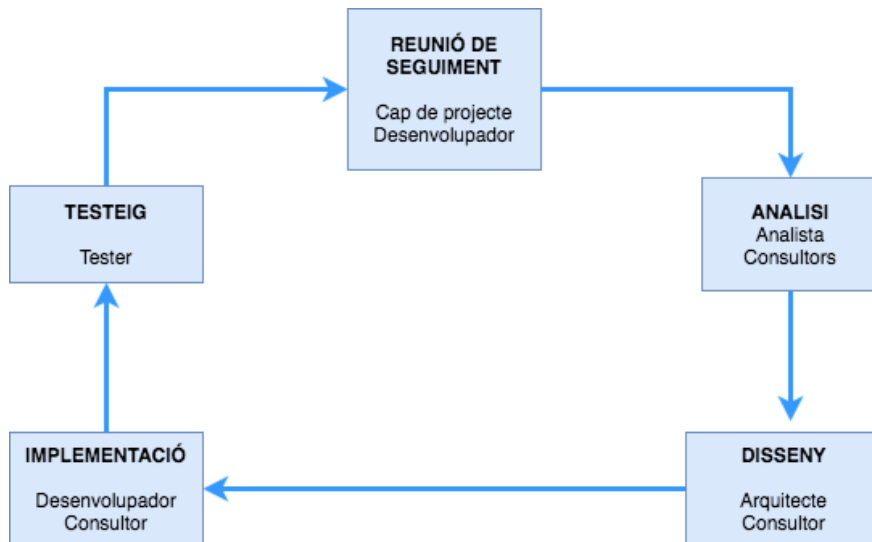 REUNIÓ DE
SEGUIMENT
Cap de projecte
Desenvolupador
TESTEIG
Tester
ANALISI
Analista
Consultors
IMPLEMENTACIÓ
Desenvolupador
Consultor
DISSENY
Arquitecte
Consultor